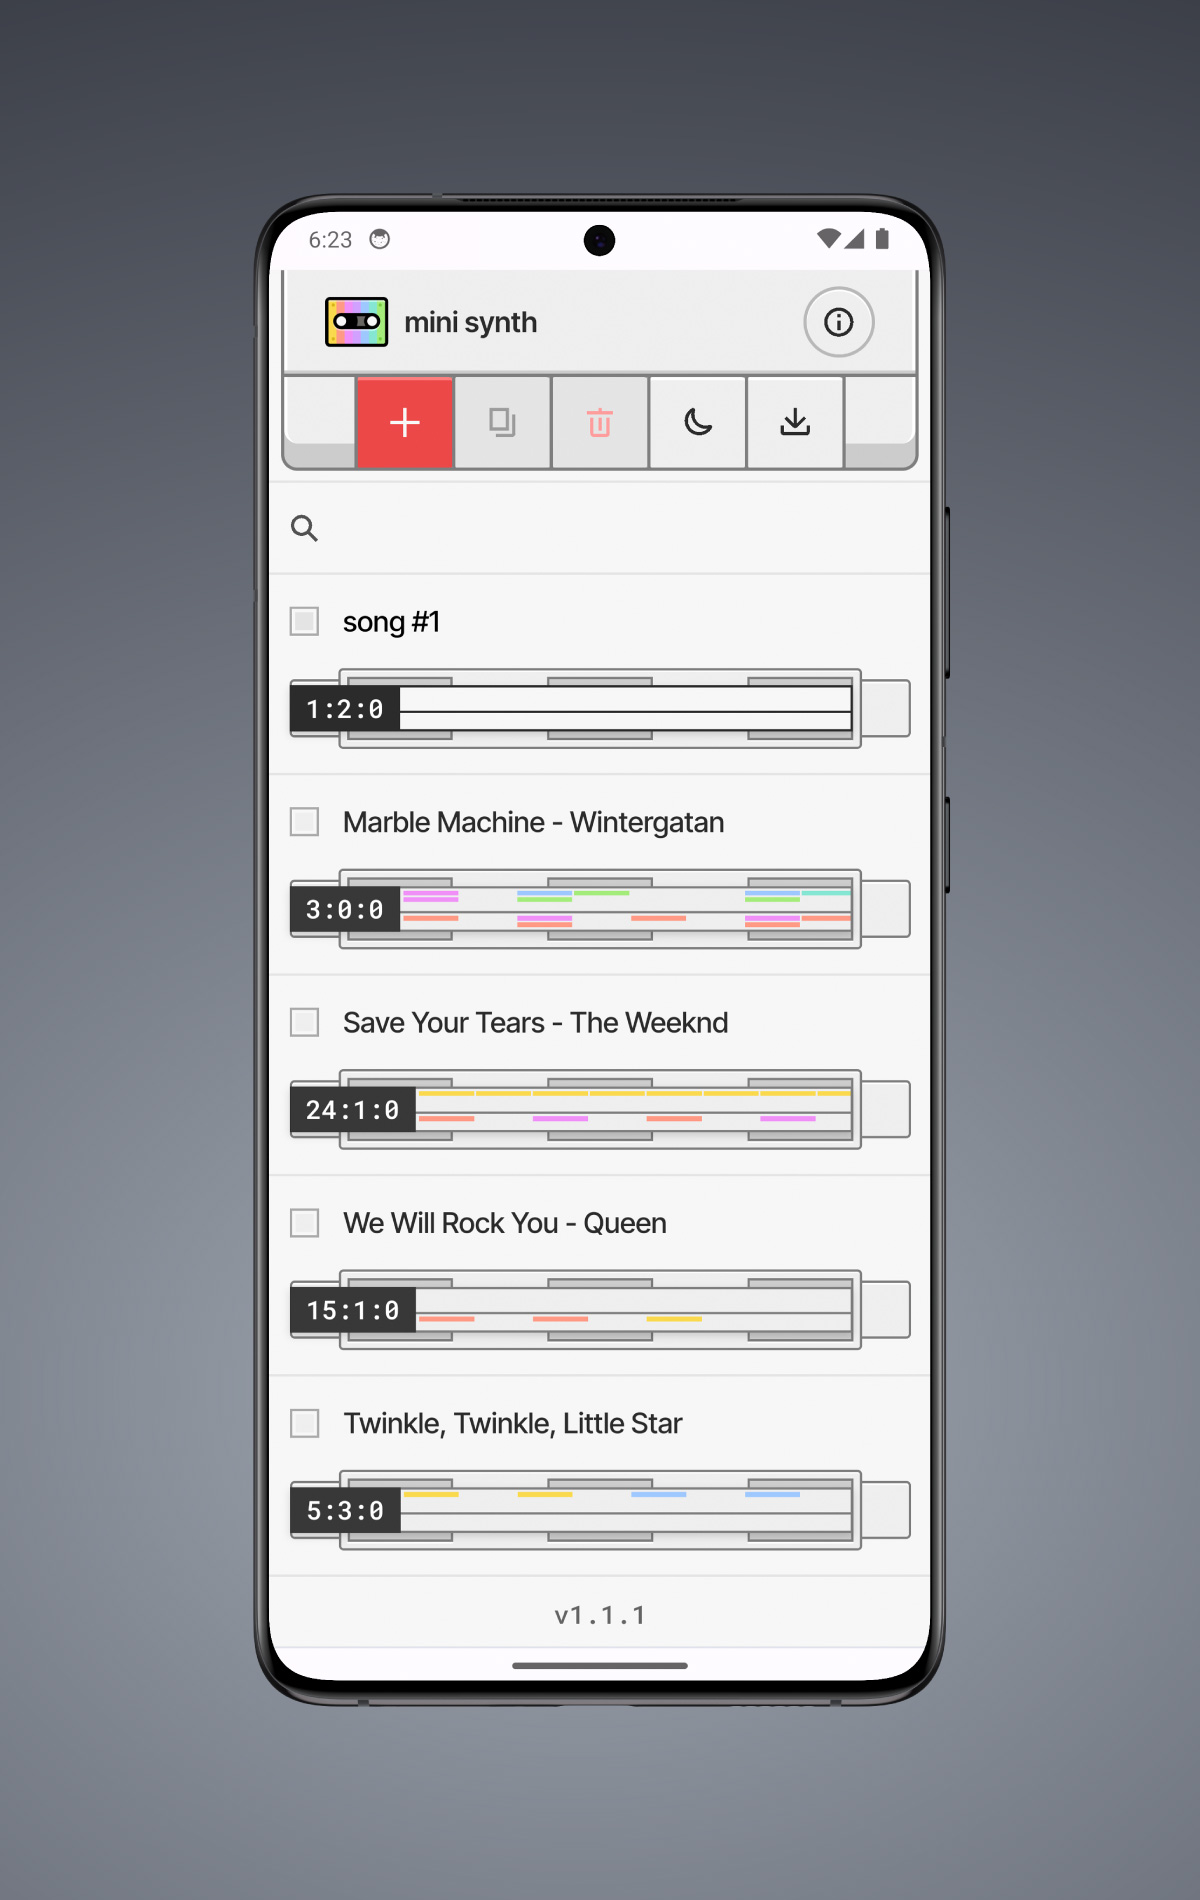 6:23
mini synth
song #1
1:2:0
Marble Machine - Wintergatan
3:0:0
Save Your Tears - The Weeknd
24:1:0
We Will Rock You - Queen
15:1:0
Twinkle, Twinkle, Little Star
5:3:0
v1.1.1